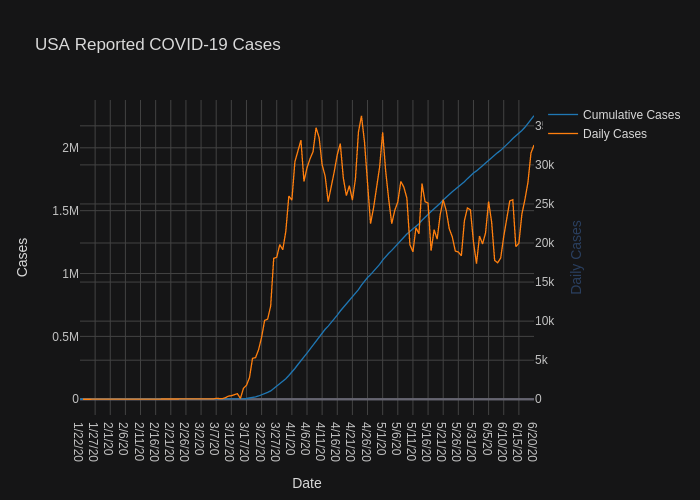 USA Reported COVID-19 Cases
Cumulative Cases
Daily Cases
2M
1.5M
1M
0.5M
0
Cases
30k
25k
20k
15k
10k
5k
0
Daily Cases
1/22/20
1/27/20
2/1/20
2/6/20
2/11/20
2/16/20
2/21/20
2/26/20
3/2/20
3/7/20
3/12/20
3/17/20
3/22/20
3/27/20
4/1/20
4/6/20
4/11/20
4/16/20
4/21/20
4/26/20
5/1/20
5/6/20
5/11/20
5/16/20
5/21/20
5/26/20
5/31/20
6/5/20
6/10/20
6/15/20
6/20/20
Date